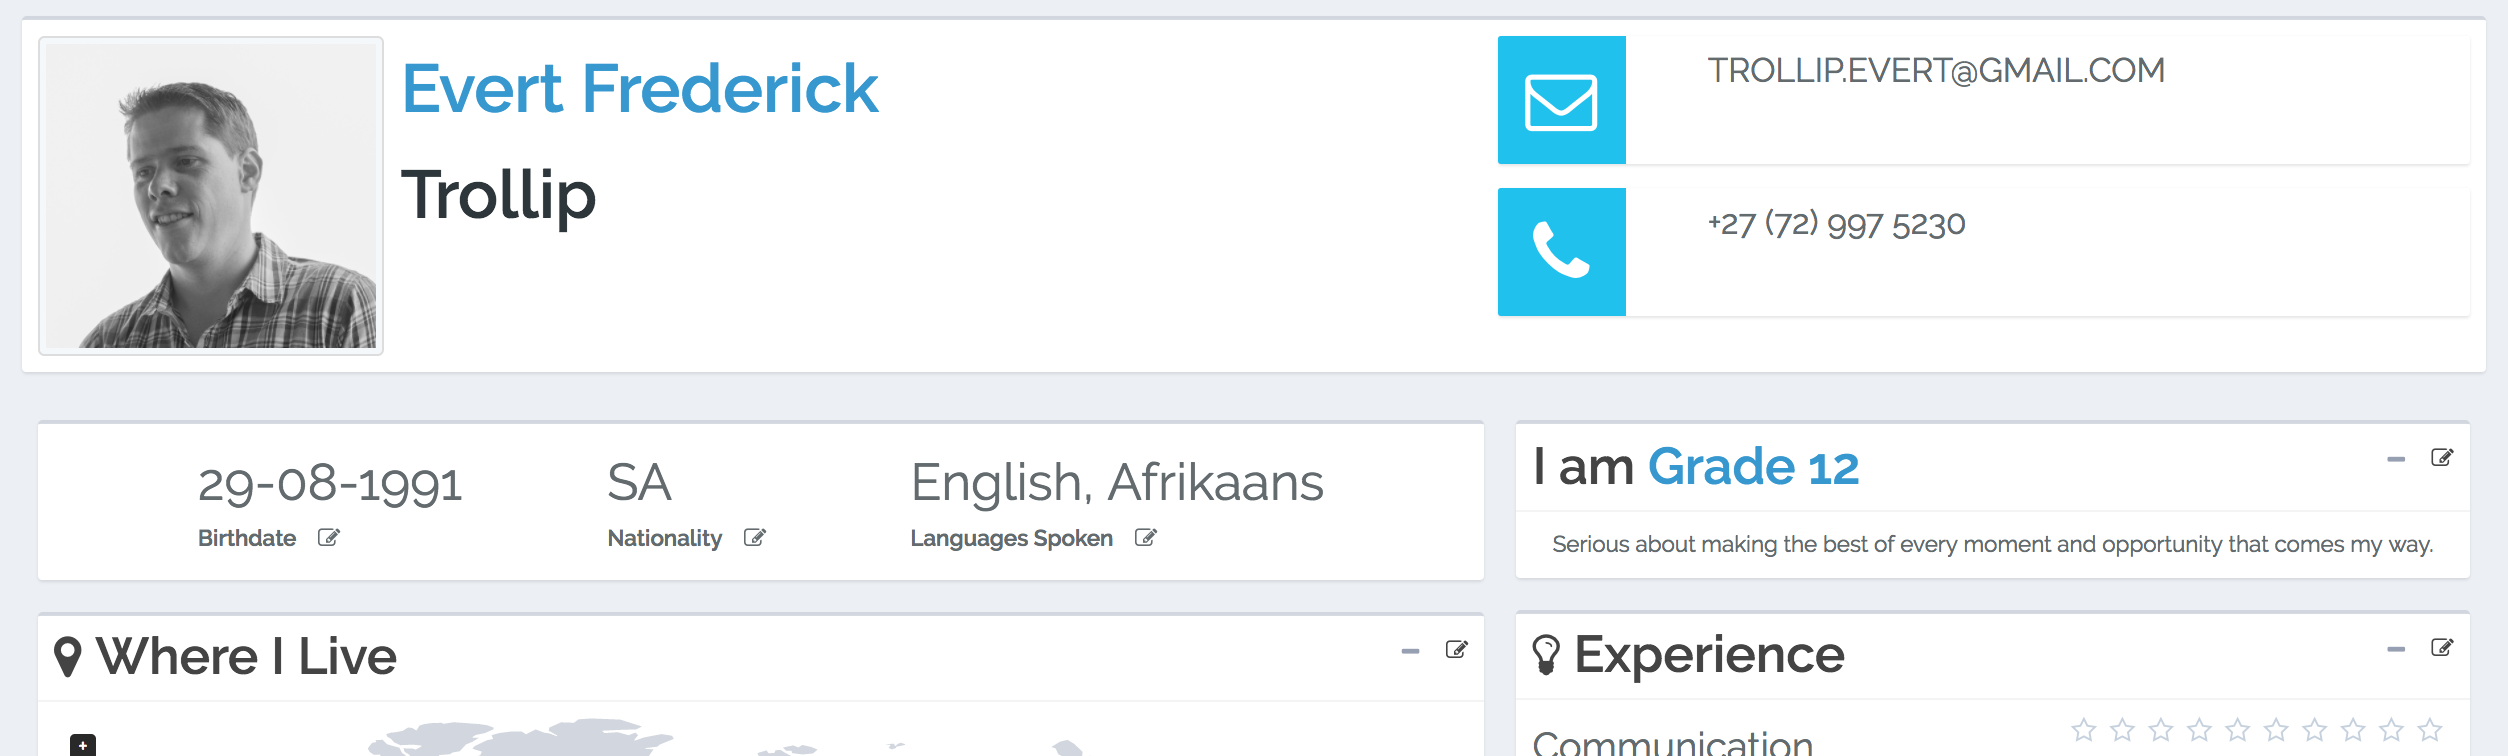 Evert Frederick
Trollip
TROLLIP.EVERT@GMAIL.COM
+27 (72) 997 5230
29-08-1991
Birthdate
SA
Nationality
English, Afrikaans
Languages Spoken
I am Grade 12
Serious about making the best of every moment and opportunity that comes my way.
Where I Live
+
Experience
Communication